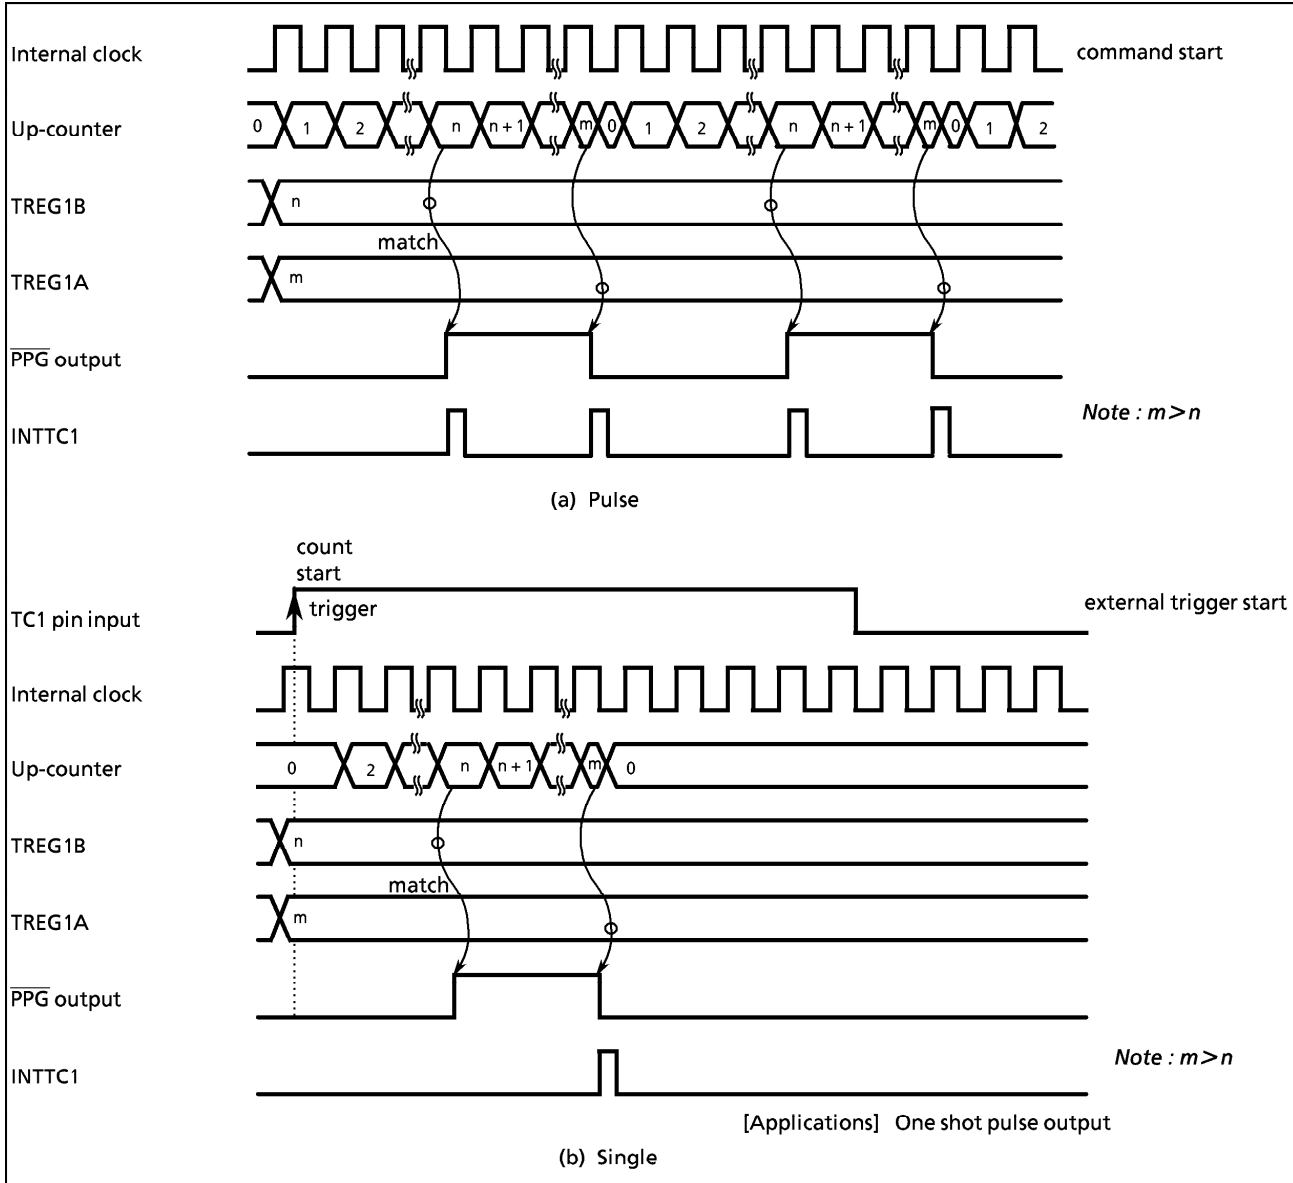 Internal clock
command start
Up-counter
0 1 2 n n + 1 m 0 1 2 n n + 1 m 0 1 2
TREG1B
n
match
TREG1A
m
PPG output
Note : m>n
INTTC1
(a) Pulse
count
start
trigger
TC1 pin input
external trigger start
Internal clock
Up-counter
0 2 n n + 1 m 0
TREG1B
n
match
TREG1A
m
PPG output
Note : m>n
INTTC1
[Applications] One shot pulse output
(b) Single